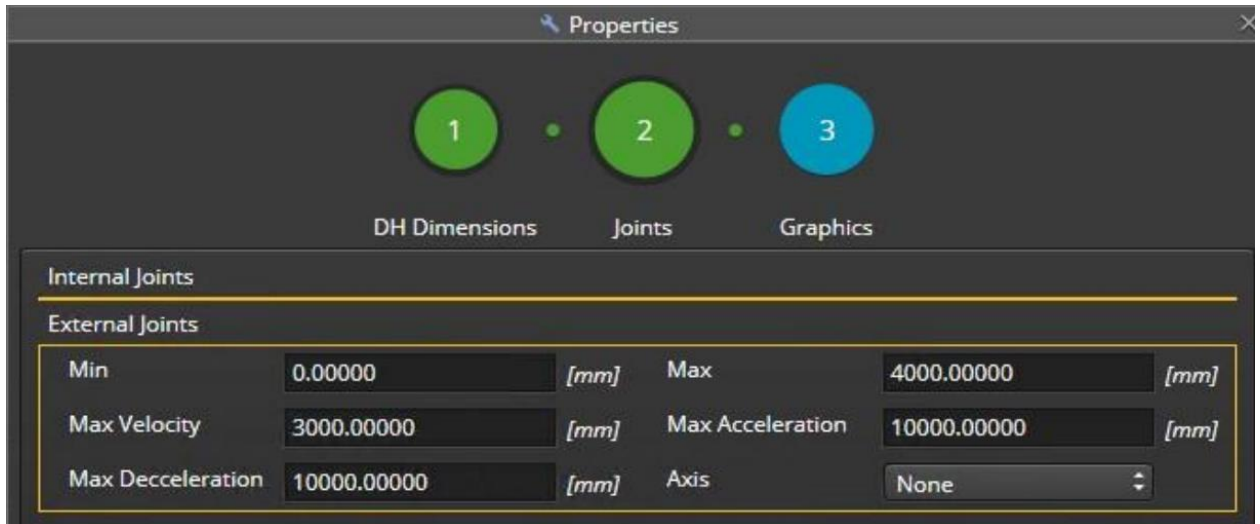 Properties
1 2 3
DH Dimensions Joints Graphics
Internal Joints
External Joints
Min 0.00000 [mm] Max 4000.00000 [mm]
Max Velocity 3000.00000 [mm] Max Acceleration 10000.00000 [mm]
Max Decceleration 10000.00000 [mm] Axis None